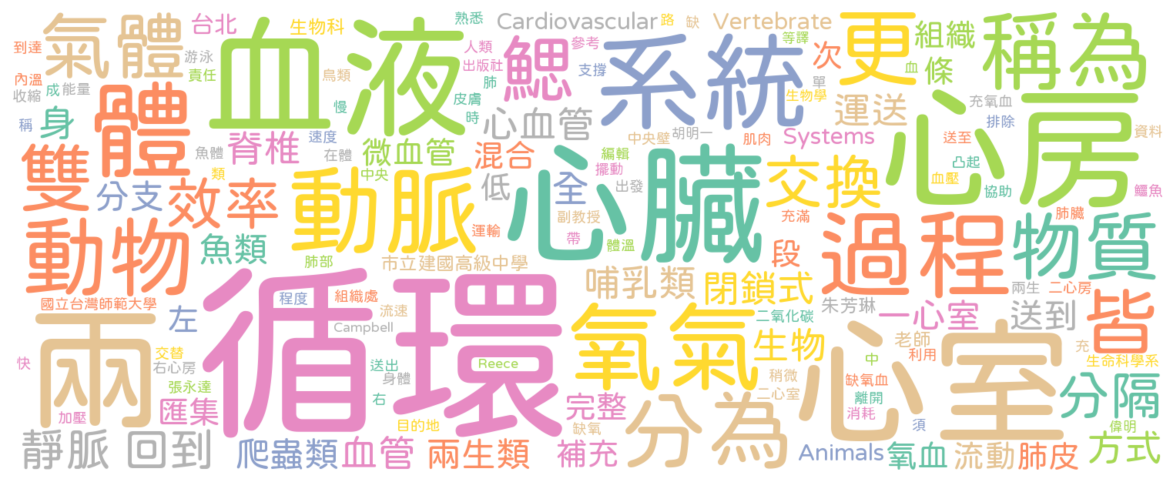 氣體
台北
生物科
熟悉
Cardiovascular
路
缺
Vertebrate
等譯
更
組織
稱為
到達
游泳
責任
血液
人類
出版社
鰓
參考
系統
次
條
血
內溫
收縮
成
能量
鳥類
慢
肺
皮膚
時
支撐
單
生物學
運送
充氧血
排除
心房
資料
稱
身
體
脊椎
速度
微血管
心血管
混合
編輯
擺動
中央壁
胡明一
肌肉
Systems
送至
凸起
血壓
協助
鱷魚
魚體
在體
中央
類
雙
分支
效率
動脈
低
全
出發
副教授
帶
體溫
心臟
交換
充滿
段
過程
肺臟
物質
動物
魚類
肺部
運輸
市立建國高級中學
哺乳類
閉鎖式
朱芳琳
一心室
兩生
二心房
送到
皆
國立台灣師範大學
程度
組織處
流速
Campbell
左
循環
兩
氧氣
二氧化碳
生物
老師
利用
中
缺氧血
離開
消耗
心室
充
生命科學系
快
交替
右心房
張永達
送出
身體
右
Reece
稍微
二心室
分隔
加壓
匯集
目的地
缺氧
完整
分為
須
偉明
靜脈
回到
爬蟲類
血管
兩生類
補充
Animals
氧血
流動
肺皮
方式